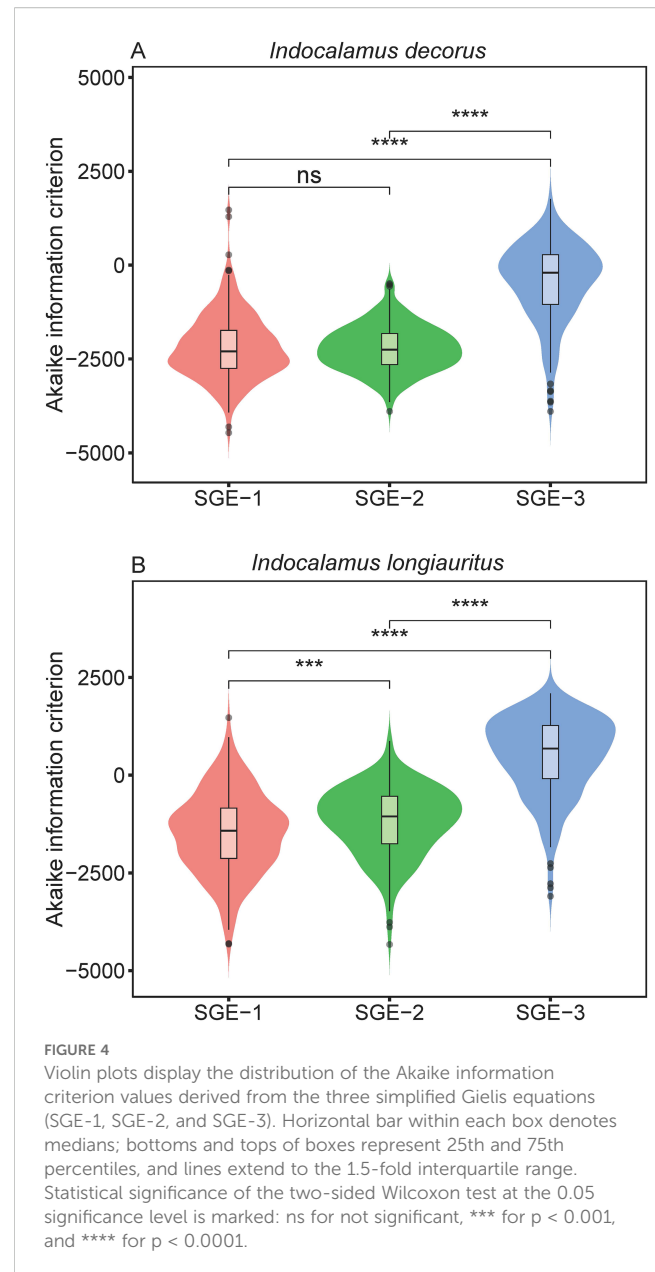 A
Indocalamus decorus
5000
2500
0
−2500
−5000
Akaike information criterion
****
****
ns
SGE−1 SGE−2 SGE−3
B
Indocalamus longiauritus
2500
0
−2500
−5000
Akaike information criterion
****
****
***
SGE−1 SGE−2 SGE−3
FIGURE 4
Violin plots display the distribution of the Akaike information
criterion values derived from the three simplified Gielis equations
(SGE-1, SGE-2, and SGE-3). Horizontal bar within each box denotes
medians; bottoms and tops of boxes represent 25th and 75th
percentiles, and lines extend to the 1.5-fold interquartile range.
Statistical significance of the two-sided Wilcoxon test at the 0.05
significance level is marked: ns for not significant, *** for p < 0.001,
and **** for p < 0.0001.